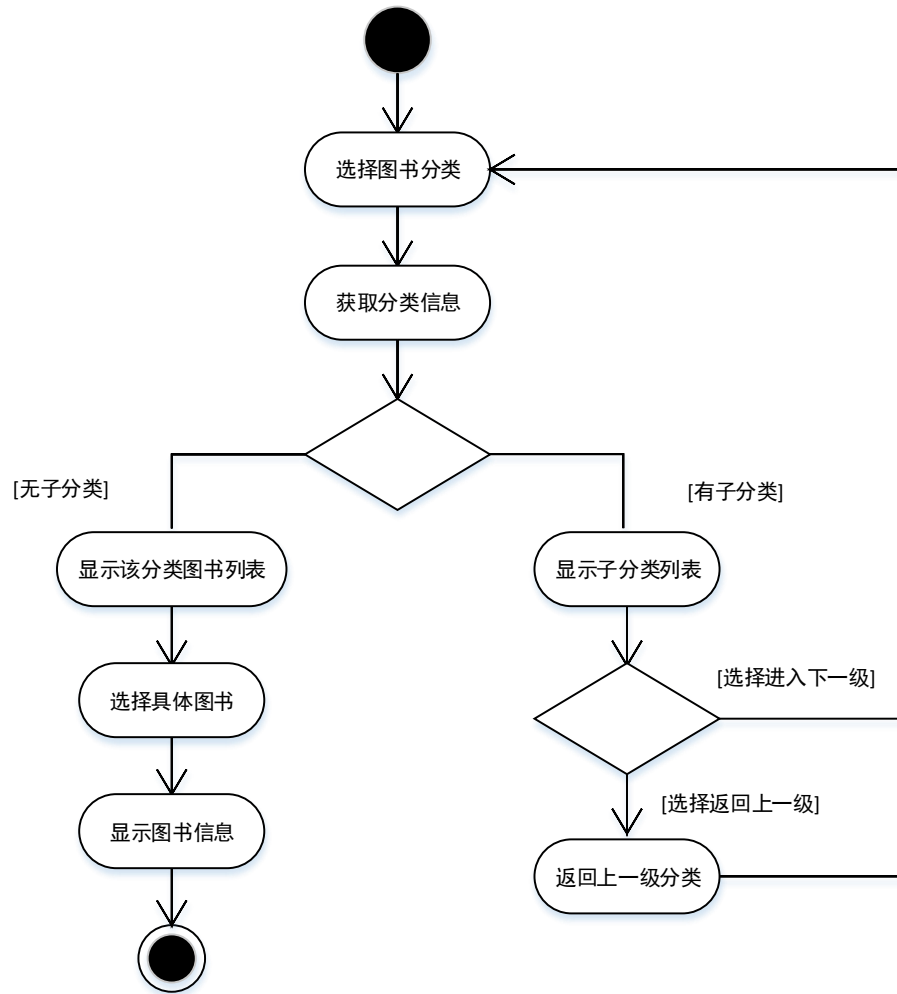 选择图书分类
获取分类信息
[无子分类]
[有子分类]
显示该分类图书列表
显示子分类列表
[选择进入下一级]
选择具体图书
[选择返回上一级]
显示图书信息
返回上一级分类